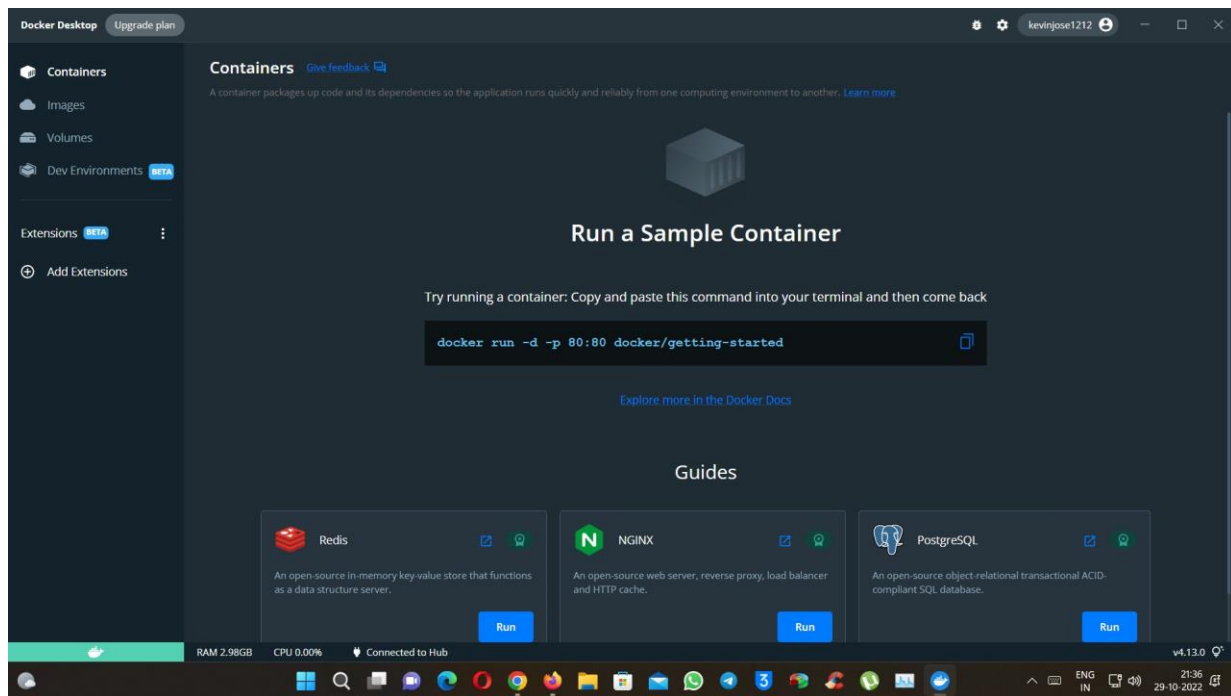 Docker Desktop Upgrade plan
kevinjose1212
Containers
Images
Volumes
Dev Environments BETA
Extensions BETA
Add Extensions
Containers Give feedback
A container packages up code and its dependencies so the application runs quickly and reliably from one computing environment to another. Learn more
Run a Sample Container
Try running a container: Copy and paste this command into your terminal and then come back
docker run -d -p 80:80 docker/getting-started
Explore more in the Docker Docs
Guides
Redis
An open-source in-memory key-value store that functions
as a data structure server.
Run
NGINX
An open-source web server, reverse proxy, load balancer
and HTTP cache.
Run
PostgreSQL
An open-source object-relational transactional ACID-
compliant SQL database.
Run
RAM 2.98GB CPU 0.00% Connected to Hub
v4.13.0
ENG
IN
21:36
29-10-2022